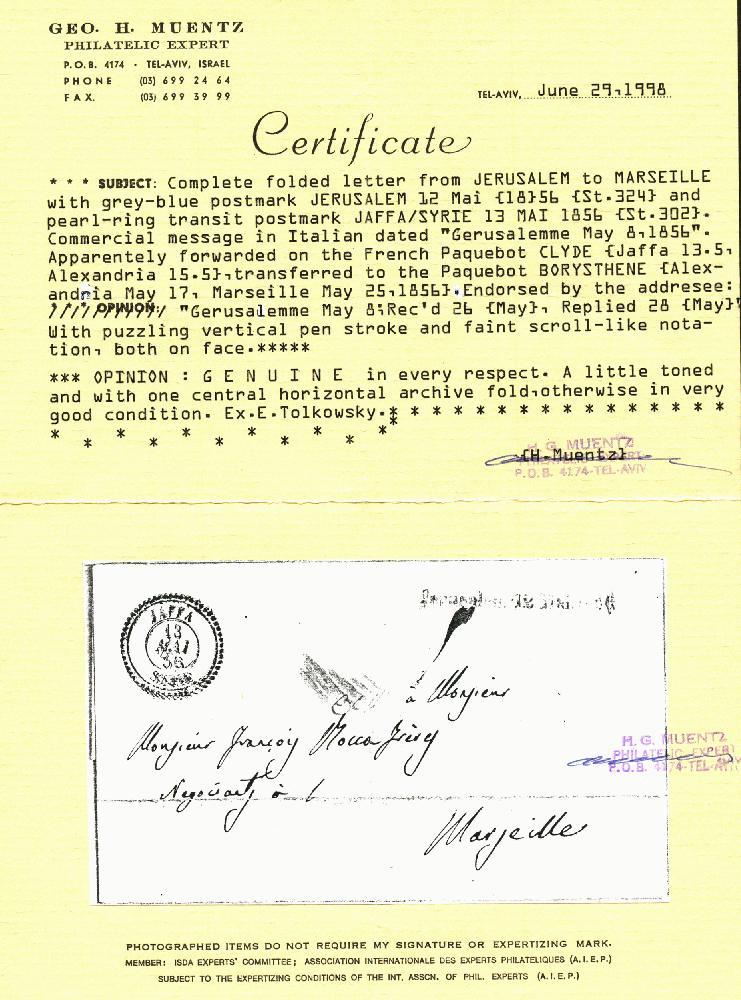 GEO. H. MUENTZ
PHILATELIC EXPERT
P.O.B. 4174 - TEL-AVIV, ISRAEL
PHONE (03) 699 24 64
FAX. (03) 699 39 99
TEL-AVIV, June 29,1998
Certificate
* * * SUBJECT: Complete folded letter from JERUSALEM to MARSEILLE
with grey-blue postmark JERUSALEM 12 Mai {18}56 {St.324} and
pearl-ring transit postmark JAFFA/SYRIE 13 MAI 1856 {St.302}.
Commercial message in Italian dated "Gerusalemme May 8,1856".
Apparentely forwarded on the French Paquebot CLYDE {Jaffa 13.5,
Alexandria 15.5},transferred to the Paquebot BORYSTHENE {Alex-
andria May 17, Marseille May 25,1856}.Endorsed by the addresee:
* OPINION: "Gerusalemme May 8;Rec'd 26 {May}, Replied 28 {May}"
With puzzling vertical pen stroke and faint scroll-like nota-
tion, both on face.*****
*** OPINION : G E N U I N E in every respect. A little toned
and with one central horizontal archive fold,otherwise in very
good condition. Ex.E.Tolkowsky.* * * * * * * * * * * * * * * *
* * * * * * * * * *
H. G. MUENTZ
{H.Muentz}
P.O.B. 4174-TEL-AVIV
JAFFA
13
MAI
56
SYRIE
à Monsieur
Monsieur François Rocca frères
Negociants à
Marseille
H. G. MUENTZ
PHILATELIC EXPERT
P.O.B. 4174-TEL-AVIV
PHOTOGRAPHED ITEMS DO NOT REQUIRE MY SIGNATURE OR EXPERTIZING MARK.
MEMBER: ISDA EXPERTS' COMMITTEE; ASSOCIATION INTERNATIONALE DES EXPERTS PHILATELIQUES (A.I.E.P.)
SUBJECT TO THE EXPERTIZING CONDITIONS OF THE INT. ASSCN. OF PHIL. EXPERTS (A.I.E.P.)